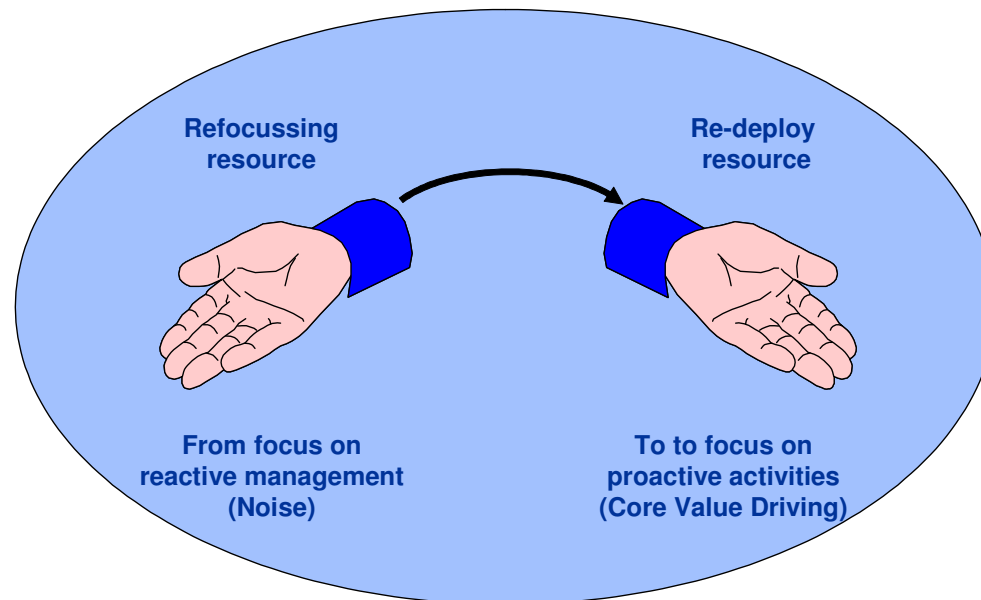 Refocussing
resource
Re-deploy
resource
From focus on
reactive management
(Noise)
To to focus on
proactive activities
(Core Value Driving)